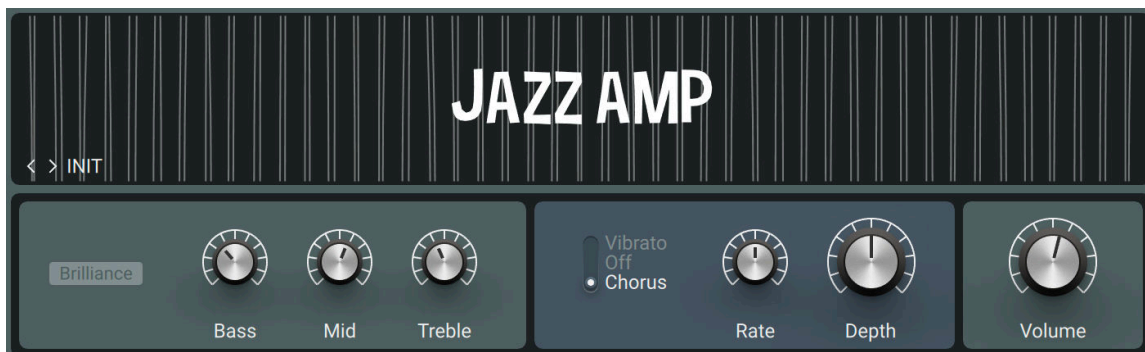 JAZZ AMP
< > INIT
Brilliance
Bass
Mid
Treble
Vibrato
Off
Chorus
Rate
Depth
Volume